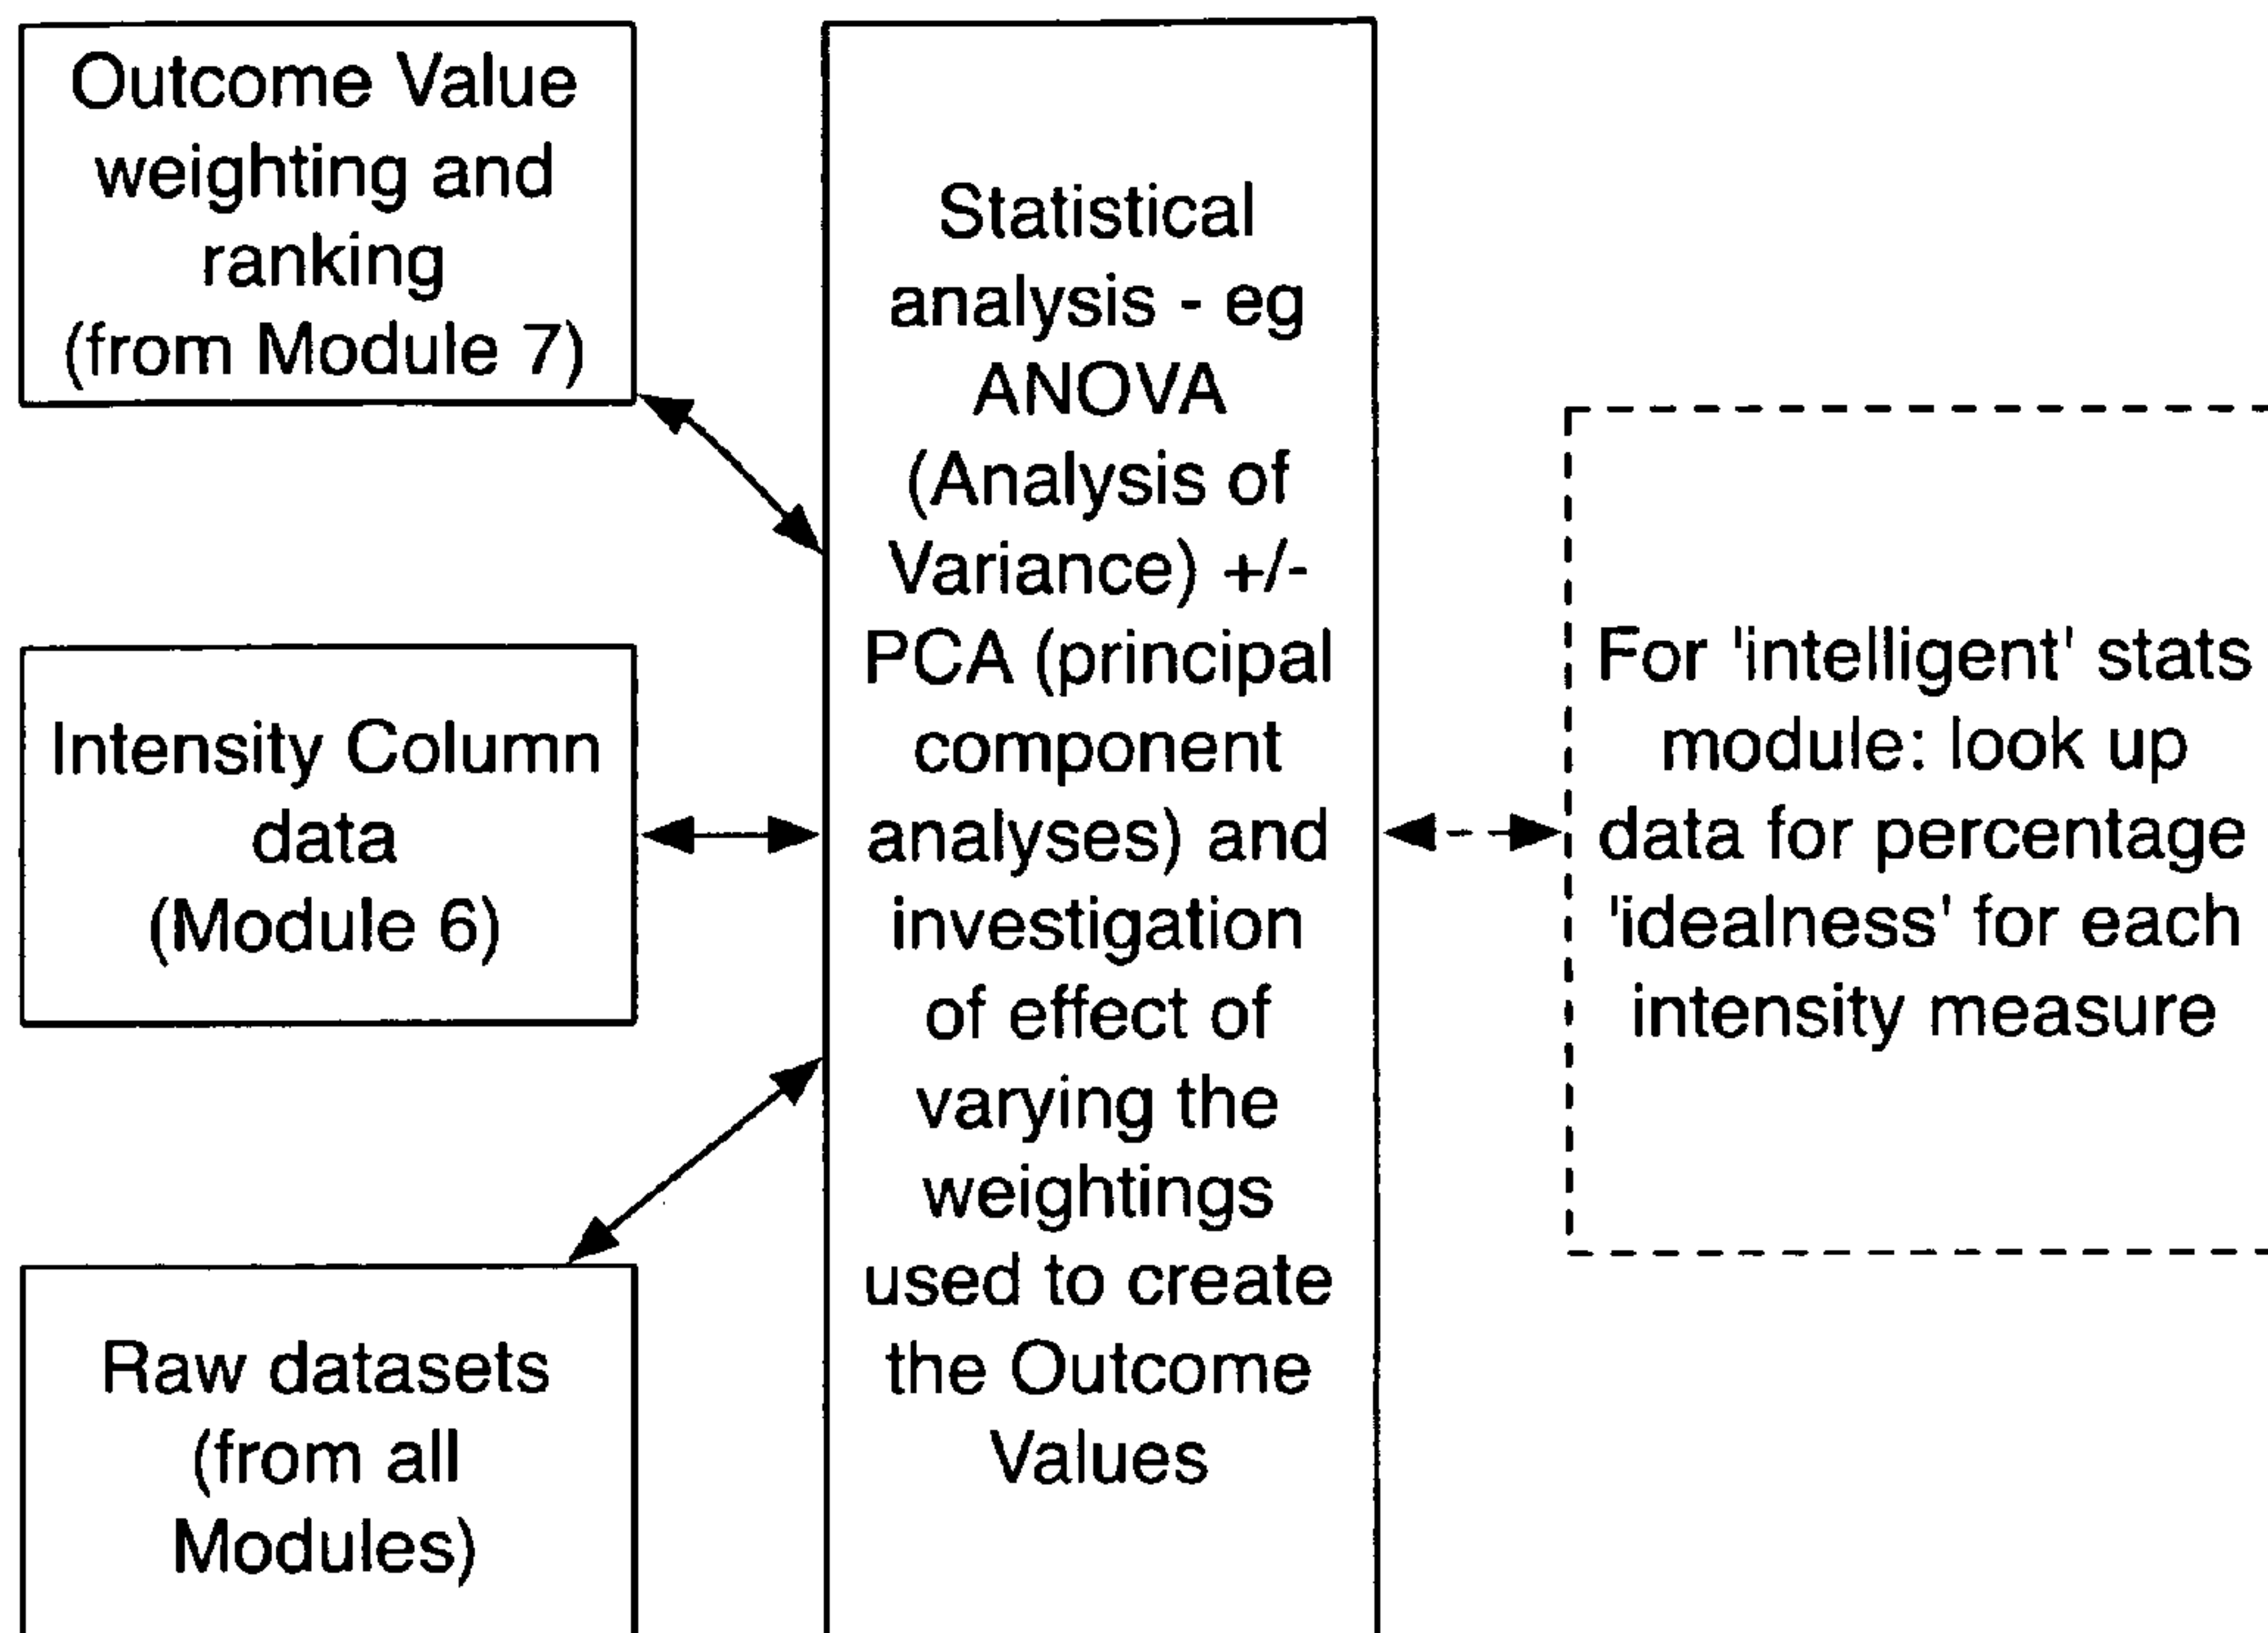 Outcome Value
weighting and
ranking
(from Module 7)
Intensity Column
data
(Module 6)
Raw datasets
(from all
Modules)
Statistical
analysis - eg
ANOVA
(Analysis of
Variance) +/-
PCA (principal
component
analyses) and
investigation
of effect of
varying the
weightings
used to create
the Outcome
Values
For 'intelligent' stats
module: look up
data for percentage
'idealness' for each
intensity measure